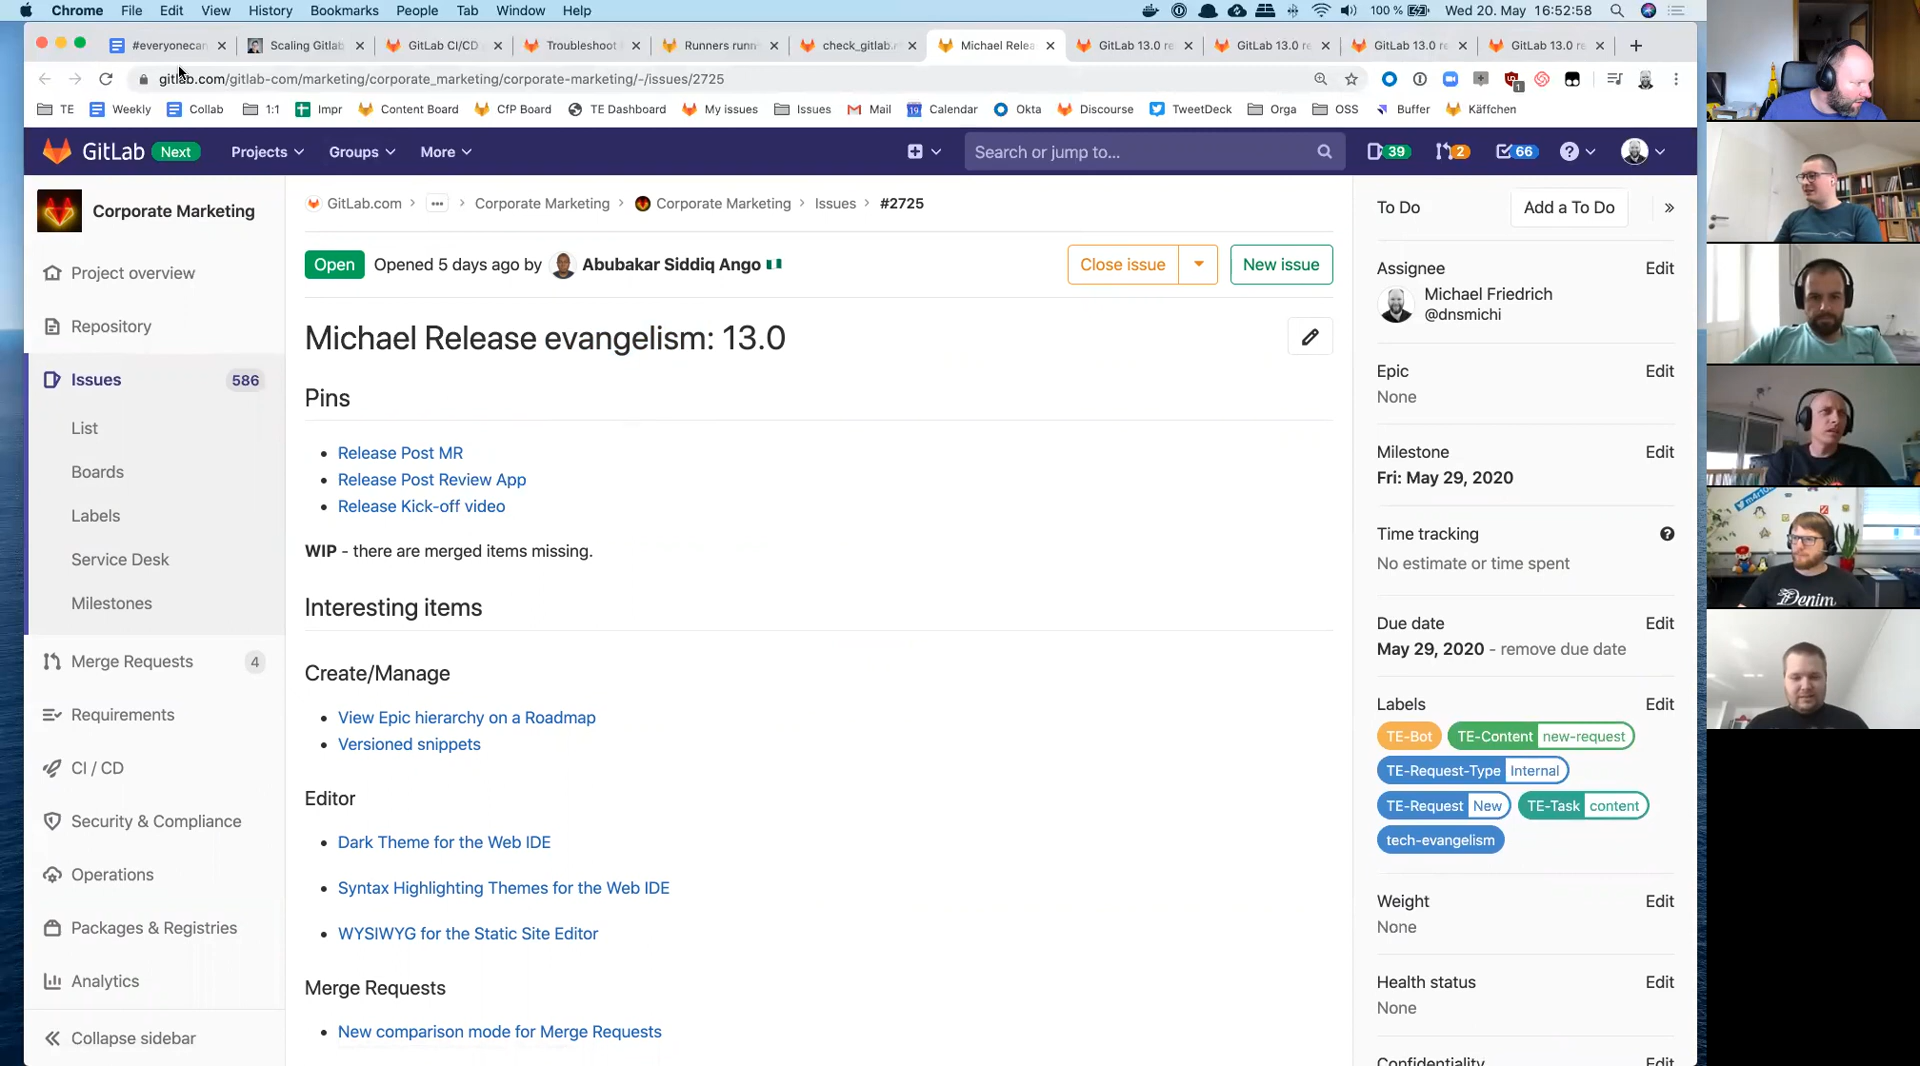 Chrome File Edit View History Bookmarks People Tab Window Help 100 % Wed 20. May 16:52:58
#everyonecan Scaling Gitlab GitLab CI/CD Troubleshoot Runners runn check_gitlab. Michael Relea GitLab 13.0 re GitLab 13.0 re GitLab 13.0 re GitLab 13.0 re
gitlab.com/gitlab-com/marketing/corporate_marketing/corporate-marketing/-/issues/2725
TE Weekly Collab 1:1 Impr Content Board CfP Board TE Dashboard My issues Issues Mail Calendar Okta Discourse TweetDeck Orga OSS Buffer Käffchen
GitLab Next Projects Groups More Search or jump to... 39 2 66
Corporate Marketing
Project overview
Repository
Issues 586
List
Boards
Labels
Service Desk
Milestones
Merge Requests 4
Requirements
CI / CD
Security & Compliance
Operations
Packages & Registries
Analytics
Collapse sidebar
GitLab.com > ... > Corporate Marketing > Corporate Marketing > Issues > #2725
Open Opened 5 days ago by Abubakar Siddiq Ango Close issue New issue
Michael Release evangelism: 13.0
Pins
• Release Post MR
• Release Post Review App
• Release Kick-off video
WIP - there are merged items missing.
Interesting items
Create/Manage
• View Epic hierarchy on a Roadmap
• Versioned snippets
Editor
• Dark Theme for the Web IDE
• Syntax Highlighting Themes for the Web IDE
• WYSIWYG for the Static Site Editor
Merge Requests
• New comparison mode for Merge Requests
To Do Add a To Do
Assignee Edit
Michael Friedrich
@dnsmichi
Epic Edit
None
Milestone Edit
Fri: May 29, 2020
Time tracking
No estimate or time spent
Due date Edit
May 29, 2020 - remove due date
Labels Edit
TE-Bot TE-Content new-request
TE-Request-Type Internal
TE-Request New TE-Task content
tech-evangelism
Weight Edit
None
Health status Edit
None
Confidentiality Edit
Denim